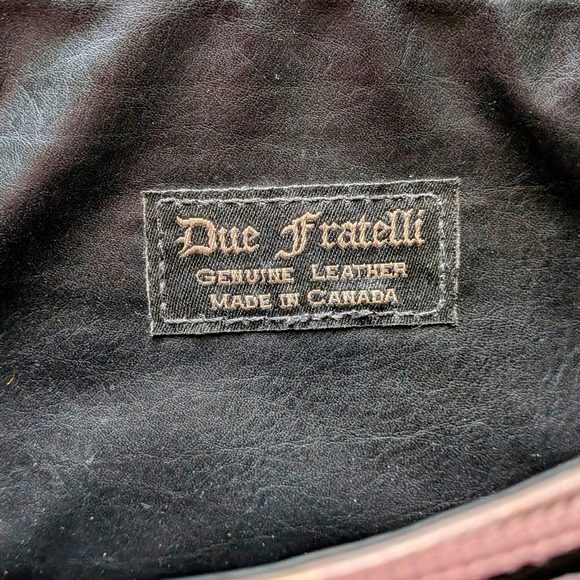 Due Fratelli
GENUINE LEATHER
MADE IN CANADA